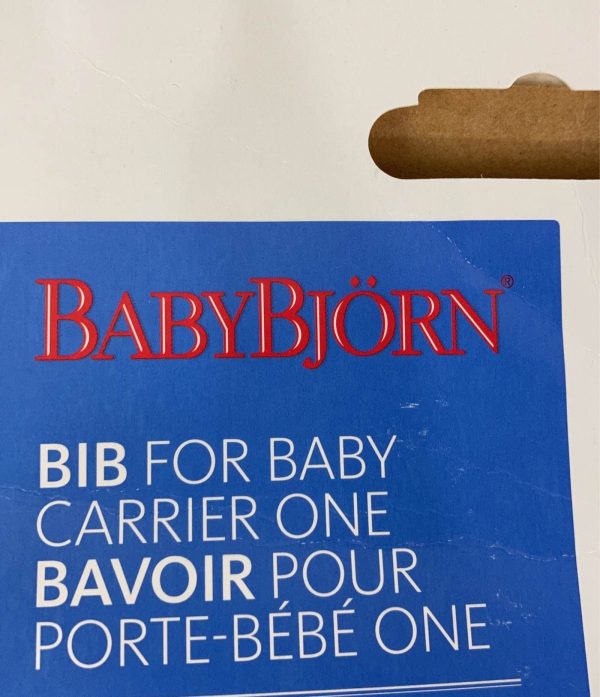 BABYBJÖRN®
BIB FOR BABY
CARRIER ONE
BAVOIR POUR
PORTE-BÉBÉ ONE